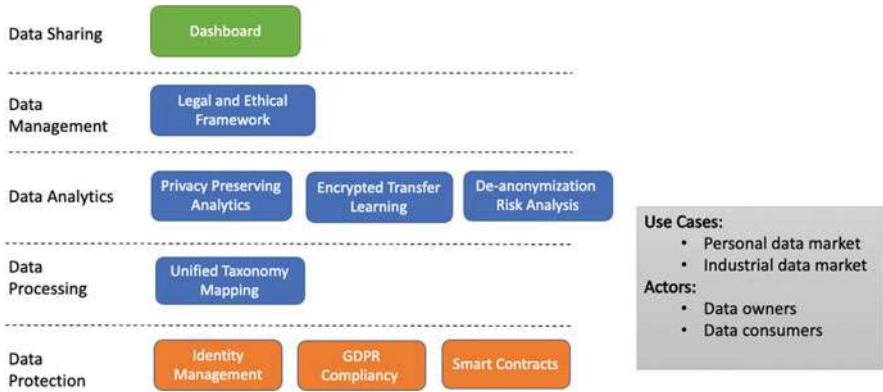 Data Sharing
Dashboard
Data
Management
Legal and Ethical
Framework
Data Analytics
Privacy Preserving
Analytics
Encrypted Transfer
Learning
De-anonymization
Risk Analysis
Data
Processing
Unified Taxonomy
Mapping
Data
Protection
Identity
Management
GDPR
Compliancy
Smart Contracts
Use Cases:
• Personal data market
• Industrial data market
Actors:
• Data owners
• Data consumers